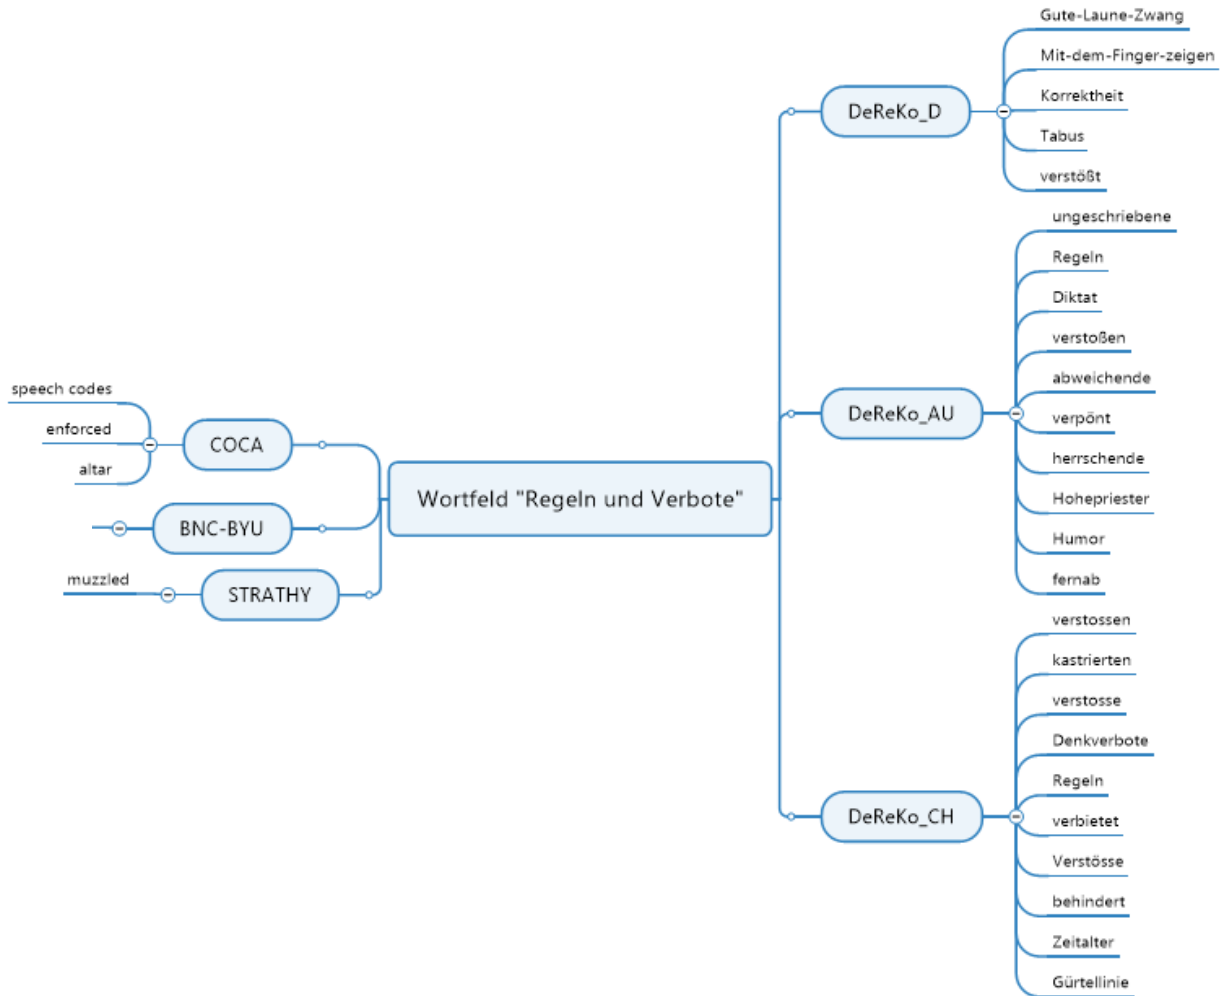 Wortfeld "Regeln und Verbote"
DeReKo_D
Gute-Laune-Zwang
Mit-dem-Finger-zeigen
Korrektheit
Tabus
verstößt
DeReKo_AU
ungeschriebene
Regeln
Diktat
verstoßen
abweichende
verpönt
herrschende
Hohepriester
Humor
fernab
DeReKo_CH
verstossen
kastrierten
verstosse
Denkverbote
Regeln
verbietet
Verstösse
behindert
Zeitalter
Gürtellinie
COCA
speech codes
enforced
altar
BNC-BYU
STRATHY
muzzled